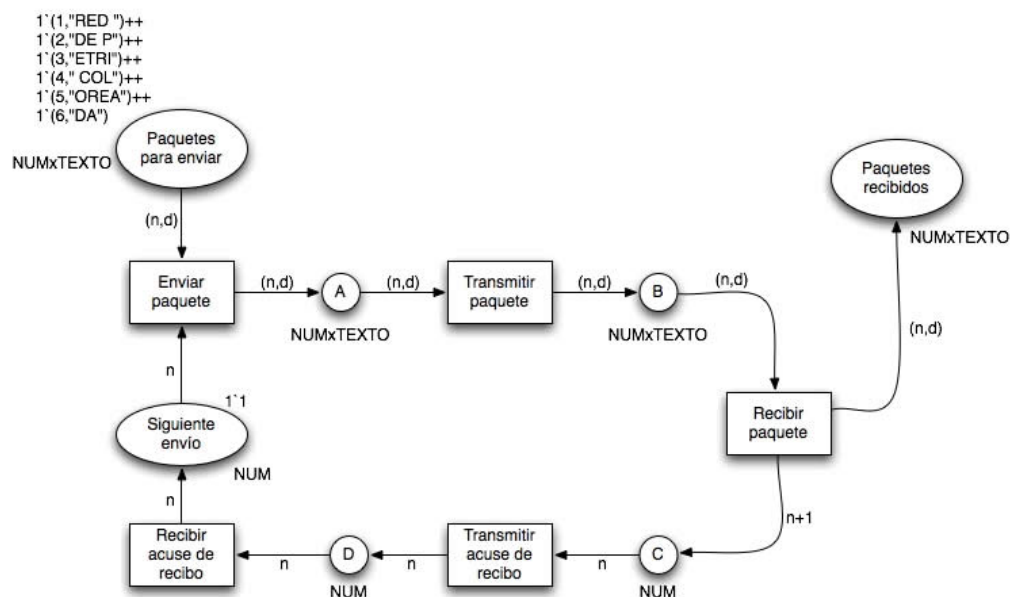 1`(1,"RED ")++
1`(2,"DE P")++
1`(3,"ETRI")++
1`(4," COL")++
1`(5,"OREA")++
1`(6,"DA")
Paquetes
para enviar
NUMxTEXTO
Paquetes
recibidos
NUMxTEXTO
(n,d)
Enviar
paquete
(n,d)
A
NUMxTEXTO
(n,d)
Transmitir
paquete
(n,d)
B
NUMxTEXTO
(n,d)
(n,d)
Recibir
paquete
n
1`1
Siguiente
envío
NUM
n
n+1
Recibir
acuse de
recibo
n
D
NUM
n
Transmitir
acuse de
recibo
n
C
NUM